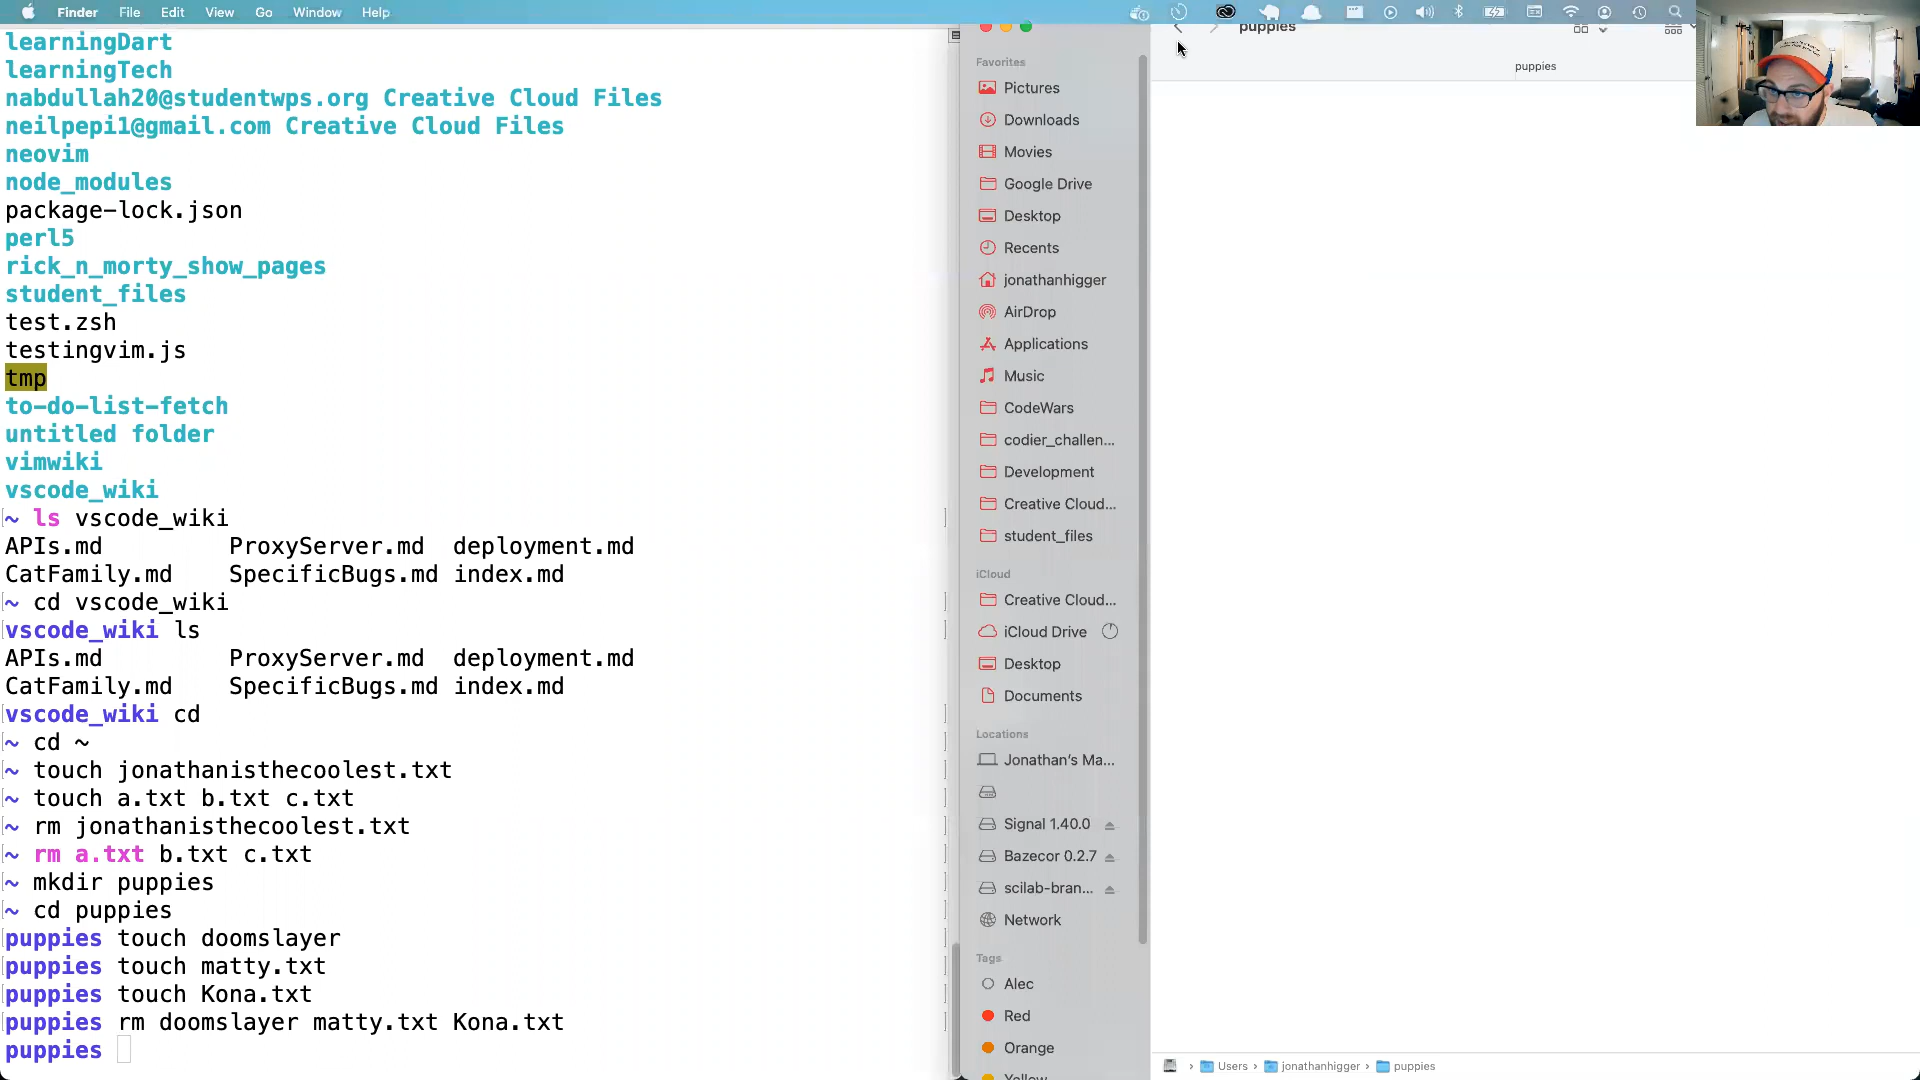 Finder File Edit View Go Window Help
learningDart
learningTech
nabdullah20@studentwps.org Creative Cloud Files
neilpepi1@gmail.com Creative Cloud Files
neovim
node_modules
package-lock.json
perl5
rick_n_morty_show_pages
student_files
test.zsh
testingvim.js
tmp
to-do-list-fetch
untitled folder
vimwiki
vscode_wiki
~ ls vscode_wiki
APIs.md ProxyServer.md deployment.md
CatFamily.md SpecificBugs.md index.md
~ cd vscode_wiki
vscode_wiki ls
APIs.md ProxyServer.md deployment.md
CatFamily.md SpecificBugs.md index.md
vscode_wiki cd
~ cd ~
~ touch jonathanisthecoolest.txt
~ touch a.txt b.txt c.txt
~ rm jonathanisthecoolest.txt
~ rm a.txt b.txt c.txt
~ mkdir puppies
~ cd puppies
puppies touch doomslayer
puppies touch matty.txt
puppies touch Kona.txt
puppies rm doomslayer matty.txt Kona.txt
puppies
Favorites
Pictures
Downloads
Movies
Google Drive
Desktop
Recents
jonathanhigger
AirDrop
Applications
Music
CodeWars
codier_challen...
Development
Creative Cloud...
student_files
iCloud
Creative Cloud...
iCloud Drive
Desktop
Documents
Locations
Jonathan's Ma...
Signal 1.40.0
Bazecor 0.2.7
scilab-bran...
Network
Tags
Alec
Red
Orange
Yellow
puppies
puppies
Users › jonathanhigger › puppies